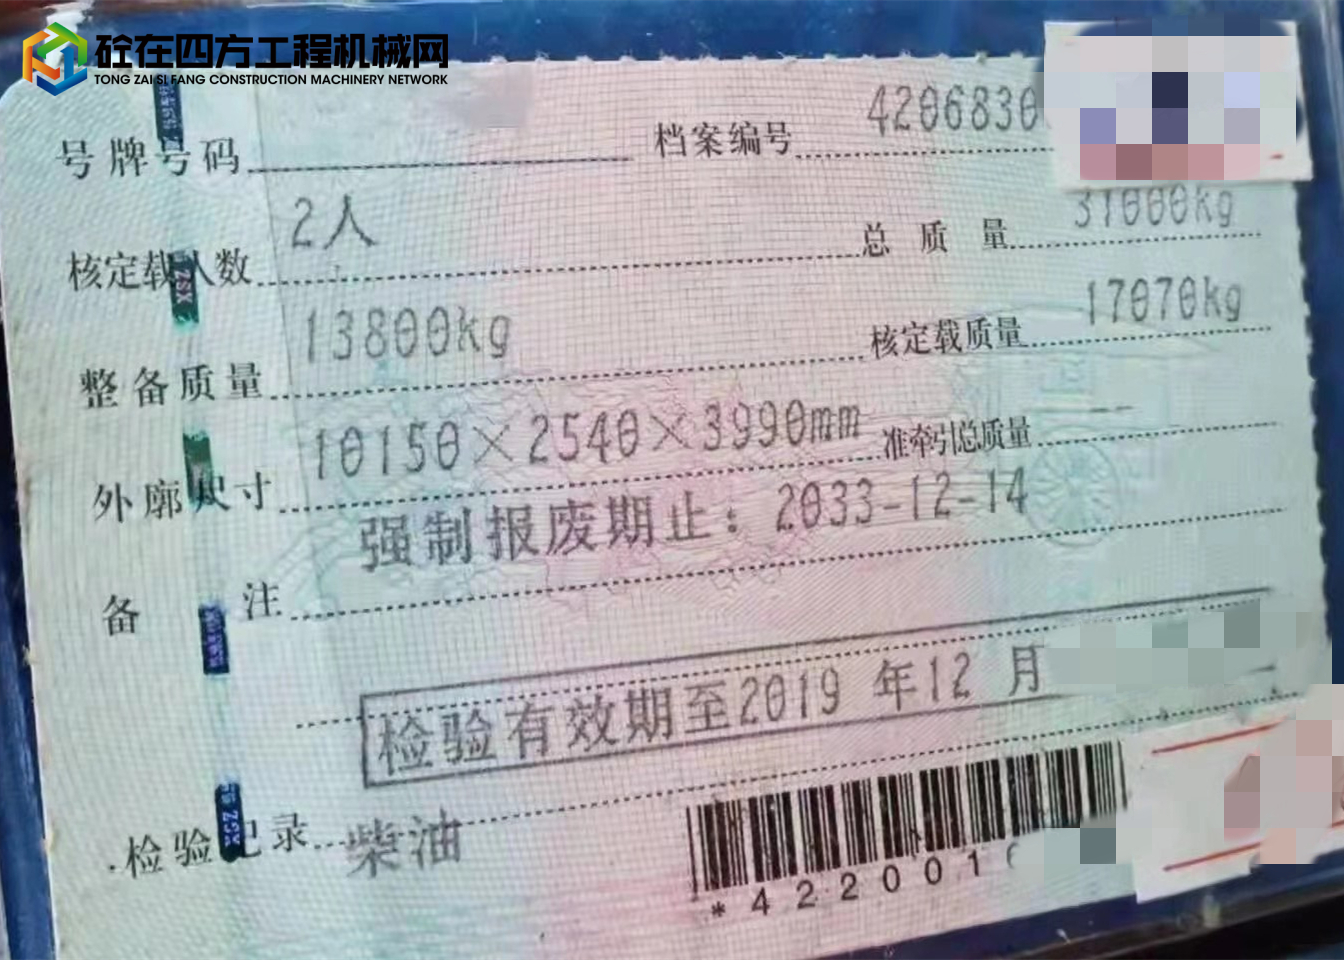 砼在四方工程机械网
TONG ZAI SI FANG CONSTRUCTION MACHINERY NETWORK
号牌号码 档案编号 4206830
核定载人数 2人 总质量 31000kg
整备质量 13800kg 核定载质量 17070kg
外廓尺寸 10150×2540×3990mm 准牵引总质量 --
备注 强制报废期止：2033-12-14
检验有效期至2019年12月
检验记录 柴油
*422001